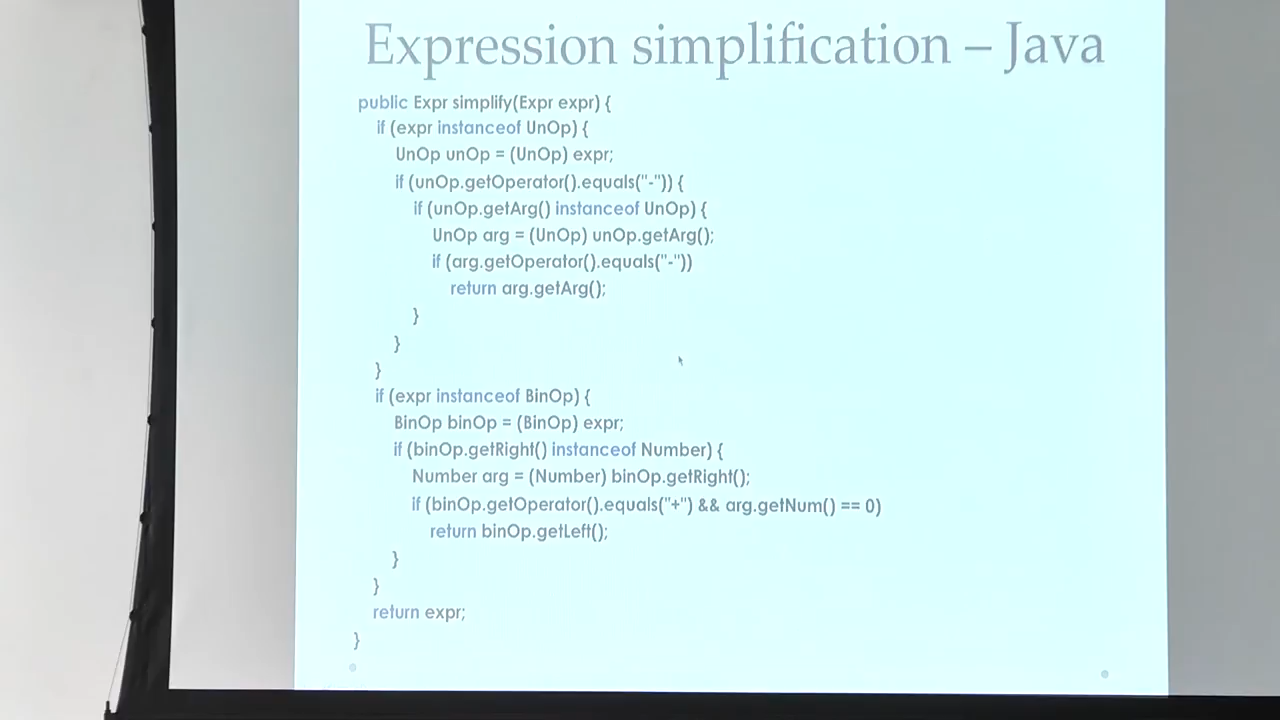 Expression simplification – Java
public Expr simplify(Expr expr) {
if (expr instanceof UnOp) {
UnOp unOp = (UnOp) expr;
if (unOp.getOperator().equals("-")) {
if (unOp.getArg() instanceof UnOp) {
UnOp arg = (UnOp) unOp.getArg();
if (arg.getOperator().equals("-"))
return arg.getArg();
}
}
}
if (expr instanceof BinOp) {
BinOp binOp = (BinOp) expr;
if (binOp.getRight() instanceof Number) {
Number arg = (Number) binOp.getRight();
if (binOp.getOperator().equals("+") && arg.getNum() == 0)
return binOp.getLeft();
}
}
return expr;
}